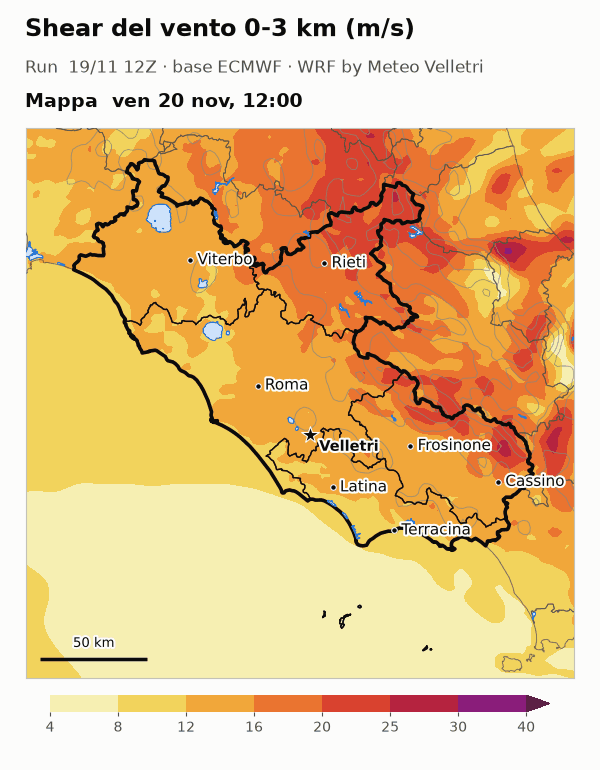 Shear del vento 0-3 km (m/s)
Run  19/11 12Z · base ECMWF · WRF by Meteo Velletri
Mappa  ven 20 nov, 12:00
Viterbo
Rieti
Roma
Velletri
Frosinone
Cassino
Latina
Terracina
50 km
4 8 12 16 20 25 30 40